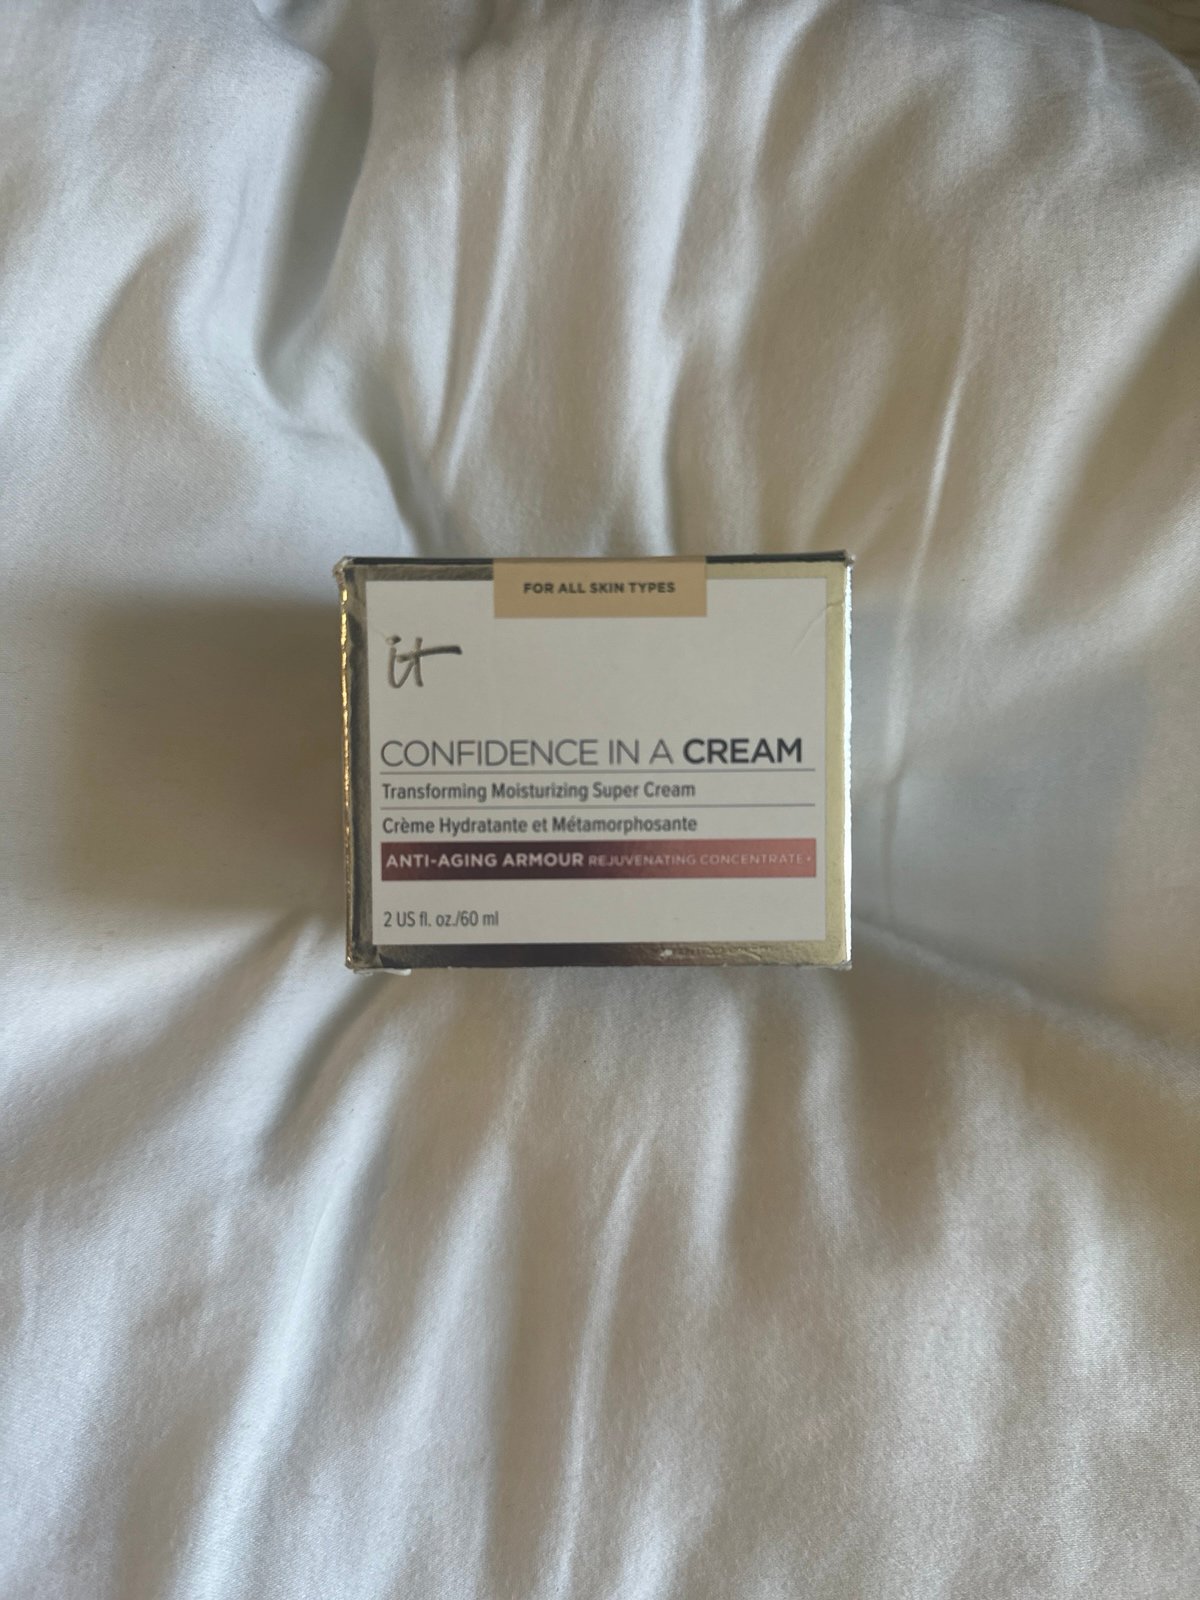 FOR ALL SKIN TYPES
it
CONFIDENCE IN A CREAM
Transforming Moisturizing Super Cream
Crème Hydratante et Métamorphosante
ANTI-AGING ARMOUR REJUVENATING CONCENTRATE+
2 US fl. oz./60 ml